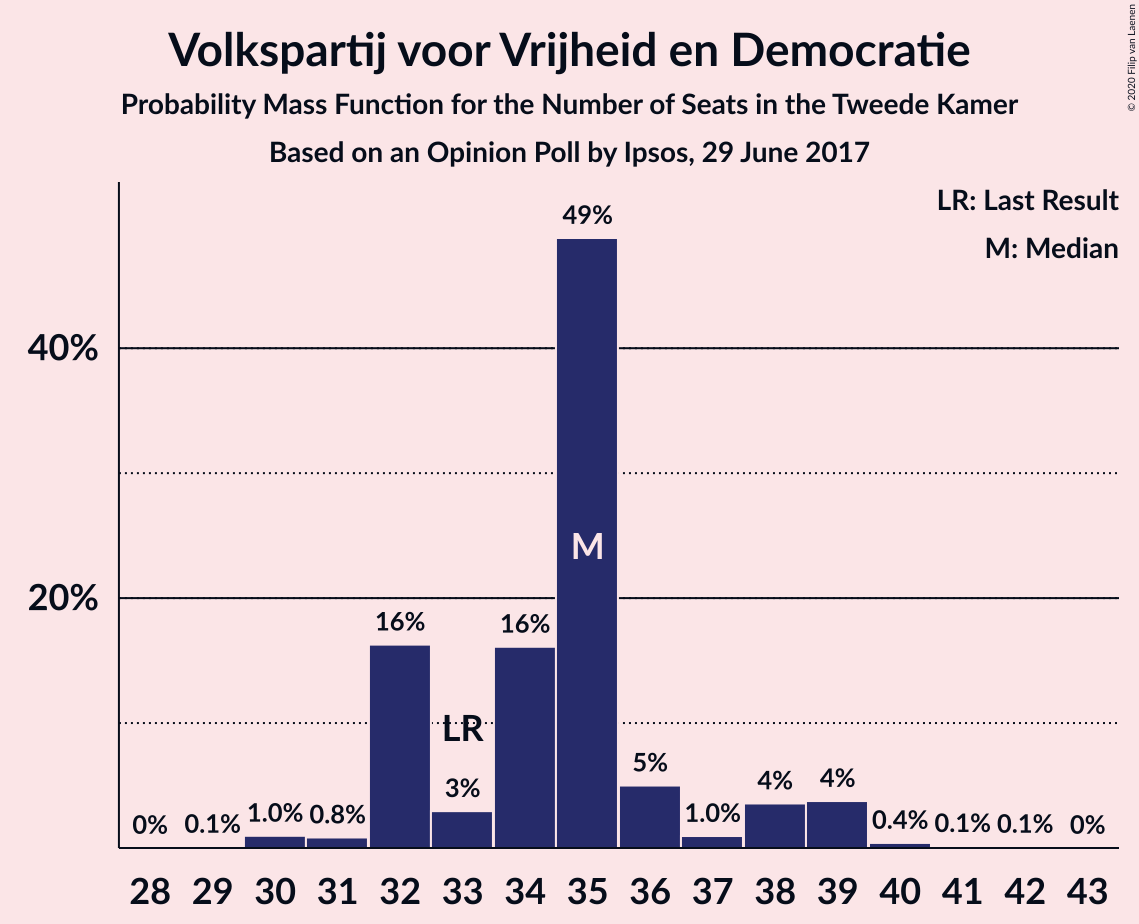 Volkspartij voor Vrijheid en Democratie
Probability Mass Function for the Number of Seats in the Tweede Kamer
Based on an Opinion Poll by Ipsos, 29 June 2017
© 2020 Filip van Laenen
LR: Last Result
M: Median
49%
40%
M
20%
16%
16%
LR
5%
3%
4%
4%
0%
0.1%
1.0%
0.8%
1.0%
0.4%
0.1%
0.1%
0%
28 29 30 31 32 33 34 35 36 37 38 39 40 41 42 43